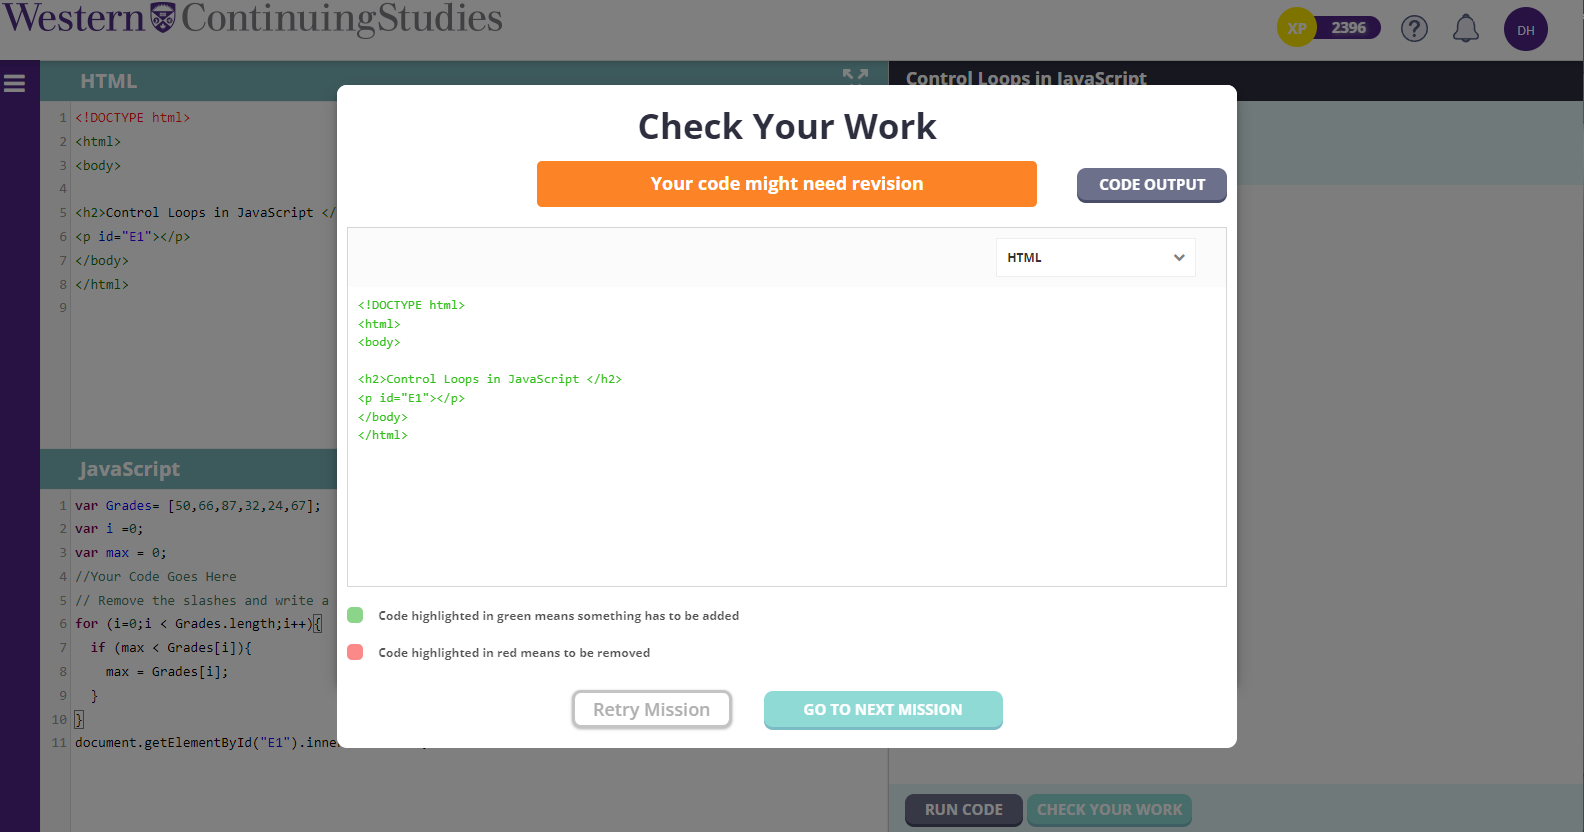 Western ContinuingStudies
XP 2396
?
DH
HTML
Control Loops in JavaScript
1 <!DOCTYPE html>
2 <html>
3 <body>
4
5 <h2>Control Loops in JavaScript </
6 <p id="E1"></p>
7 </body>
8 </html>
9
JavaScript
1 var Grades= [50,66,87,32,24,67];
2 var i =0;
3 var max = 0;
4 //Your Code Goes Here
5 // Remove the slashes and write a
6 for (i=0;i < Grades.length;i++){
7 if (max < Grades[i]){
8 max = Grades[i];
9 }
10 }
11 document.getElementById("E1").inne
Check Your Work
Your code might need revision
CODE OUTPUT
HTML
<!DOCTYPE html>
<html>
<body>
<h2>Control Loops in JavaScript </h2>
<p id="E1"></p>
</body>
</html>
Code highlighted in green means something has to be added
Code highlighted in red means to be removed
Retry Mission
GO TO NEXT MISSION
RUN CODE
CHECK YOUR WORK